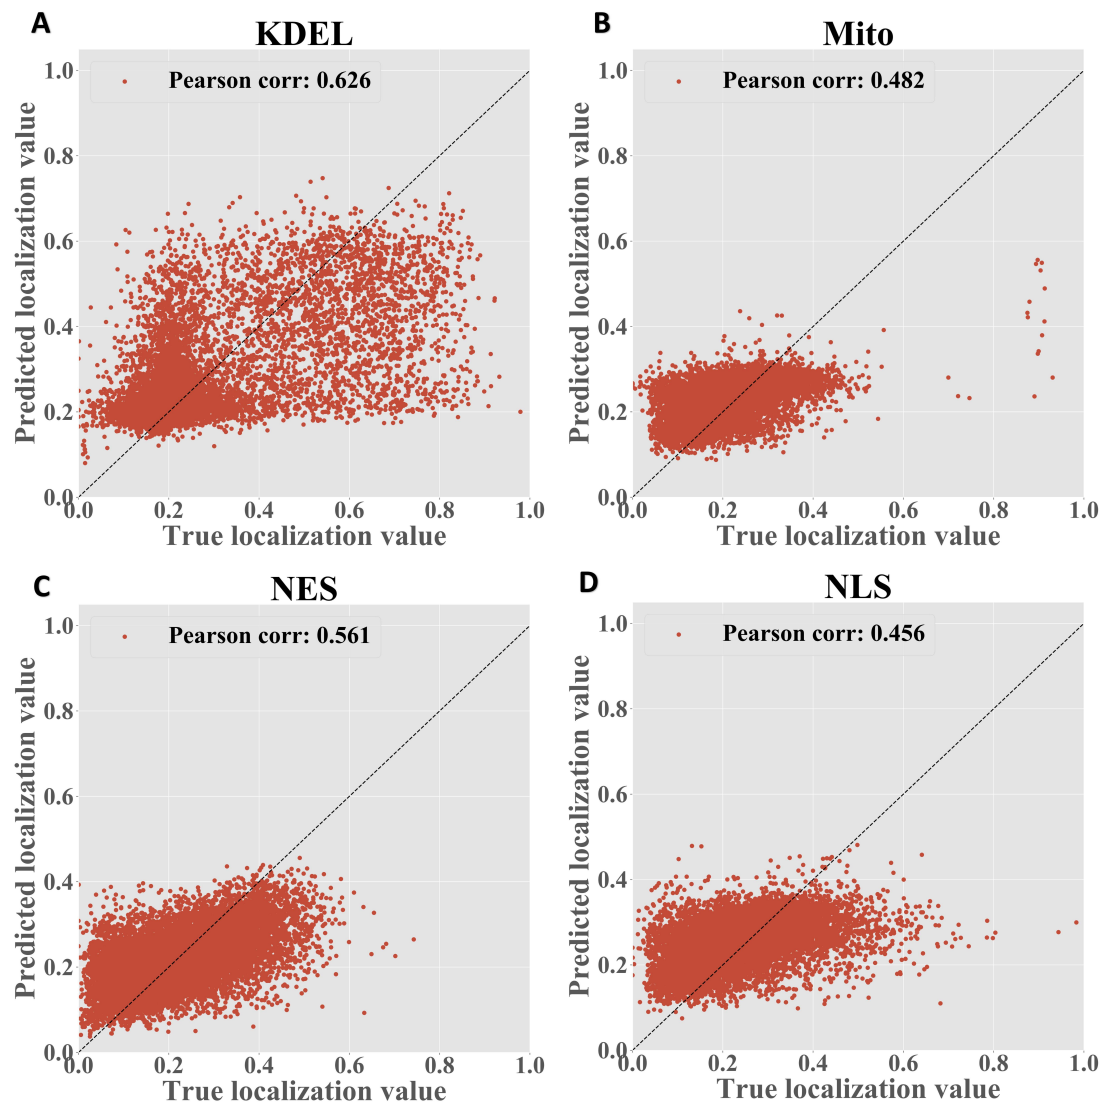 A
KDEL
Pearson corr: 0.626
Predicted localization value
1.0
0.8
0.6
0.4
0.2
0.0
0.0 0.2 0.4 0.6 0.8 1.0
True localization value
B
Mito
Pearson corr: 0.482
Predicted localization value
1.0
0.8
0.6
0.4
0.2
0.0
0.0 0.2 0.4 0.6 0.8 1.0
True localization value
C
NES
Pearson corr: 0.561
Predicted localization value
1.0
0.8
0.6
0.4
0.2
0.0
0.0 0.2 0.4 0.6 0.8 1.0
True localization value
D
NLS
Pearson corr: 0.456
Predicted localization value
1.0
0.8
0.6
0.4
0.2
0.0
0.0 0.2 0.4 0.6 0.8 1.0
True localization value